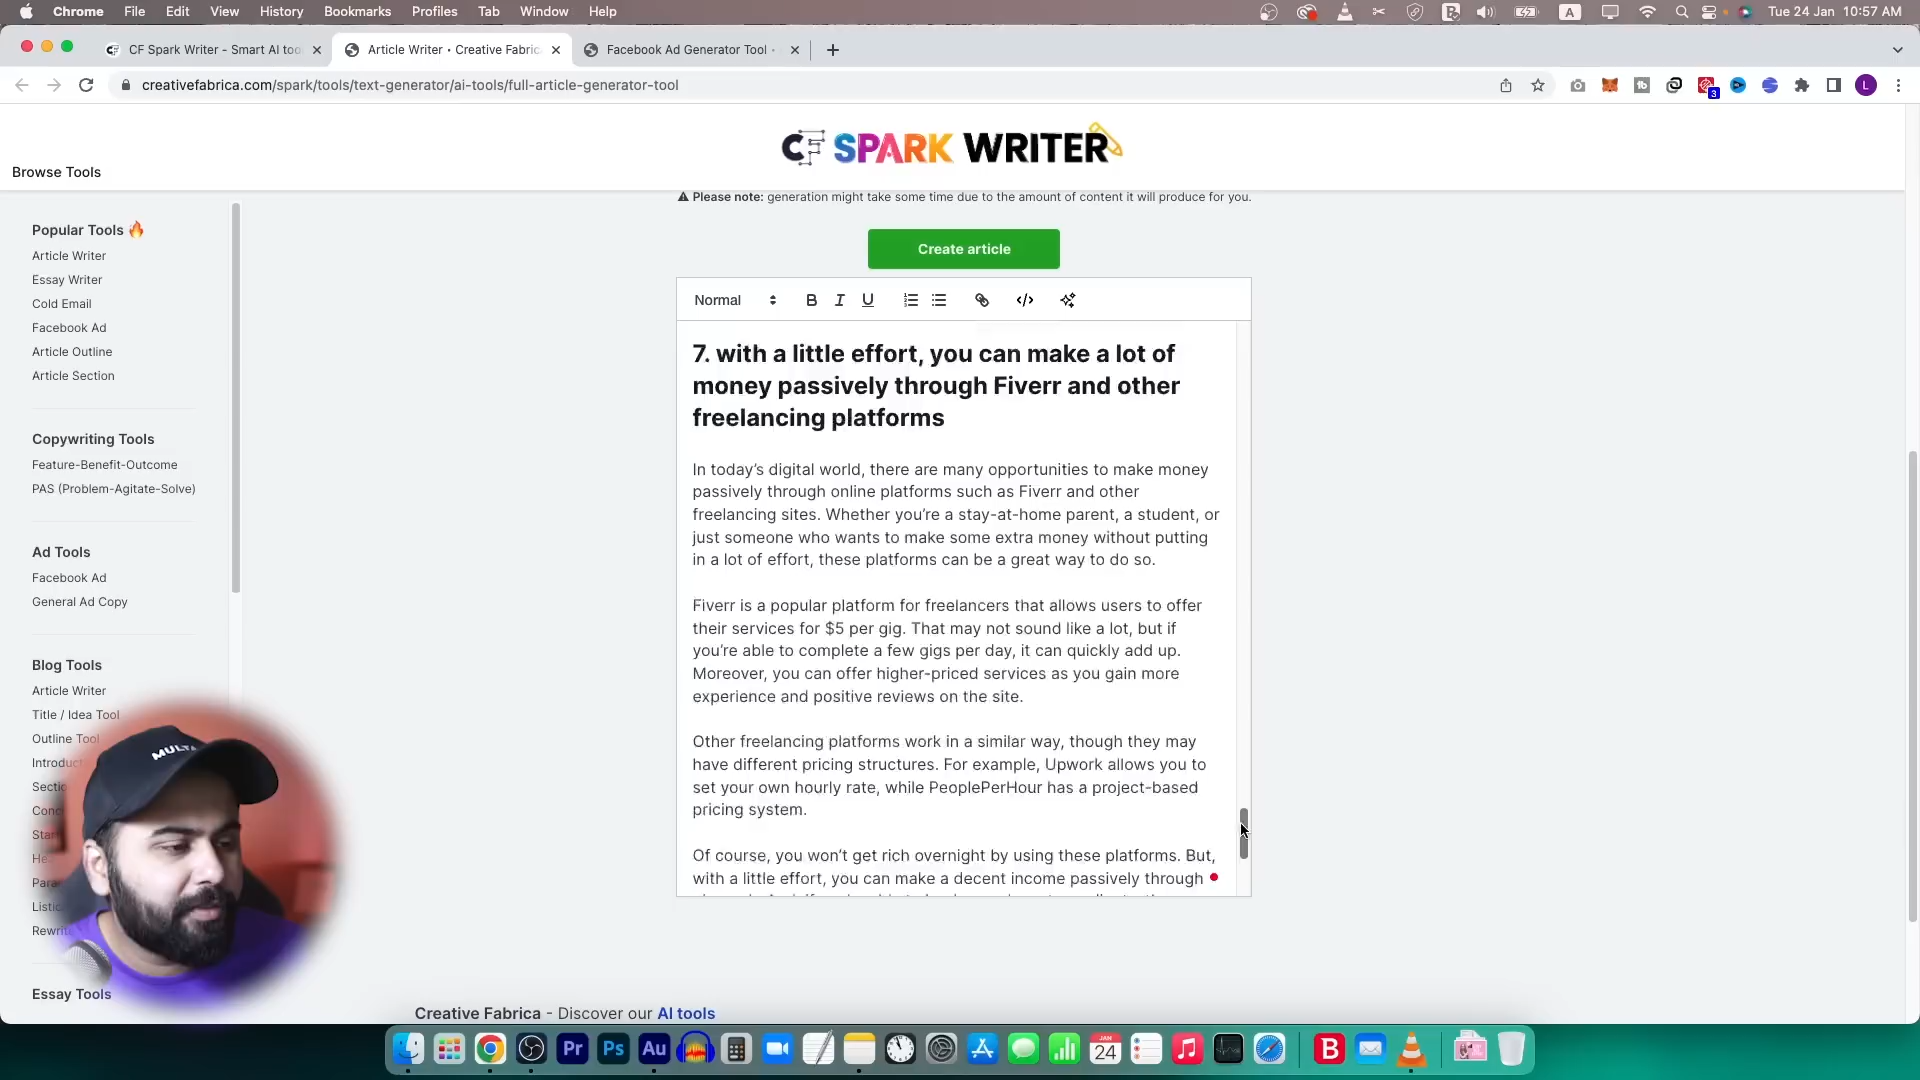 Chrome File Edit View History Bookmarks Profiles Tab Window Help
Tue 24 Jan 10:57 AM
CF Spark Writer - Smart AI too
Article Writer • Creative Fabric
Facebook Ad Generator Tool •
creativefabrica.com/spark/tools/text-generator/ai-tools/full-article-generator-tool
CF SPARK WRITER
Browse Tools
Please note: generation might take some time due to the amount of content it will produce for you.
Popular Tools
Article Writer
Essay Writer
Cold Email
Facebook Ad
Article Outline
Article Section
Copywriting Tools
Feature-Benefit-Outcome
PAS (Problem-Agitate-Solve)
Ad Tools
Facebook Ad
General Ad Copy
Blog Tools
Article Writer
Title / Idea Tool
Outline Tool
Essay Tools
Create article
Normal B I U
7. with a little effort, you can make a lot of
money passively through Fiverr and other
freelancing platforms
In today's digital world, there are many opportunities to make money
passively through online platforms such as Fiverr and other
freelancing sites. Whether you're a stay-at-home parent, a student, or
just someone who wants to make some extra money without putting
in a lot of effort, these platforms can be a great way to do so.
Fiverr is a popular platform for freelancers that allows users to offer
their services for $5 per gig. That may not sound like a lot, but if
you're able to complete a few gigs per day, it can quickly add up.
Moreover, you can offer higher-priced services as you gain more
experience and positive reviews on the site.
Other freelancing platforms work in a similar way, though they may
have different pricing structures. For example, Upwork allows you to
set your own hourly rate, while PeoplePerHour has a project-based
pricing system.
Of course, you won't get rich overnight by using these platforms. But,
with a little effort, you can make a decent income passively through
Creative Fabrica - Discover our AI tools